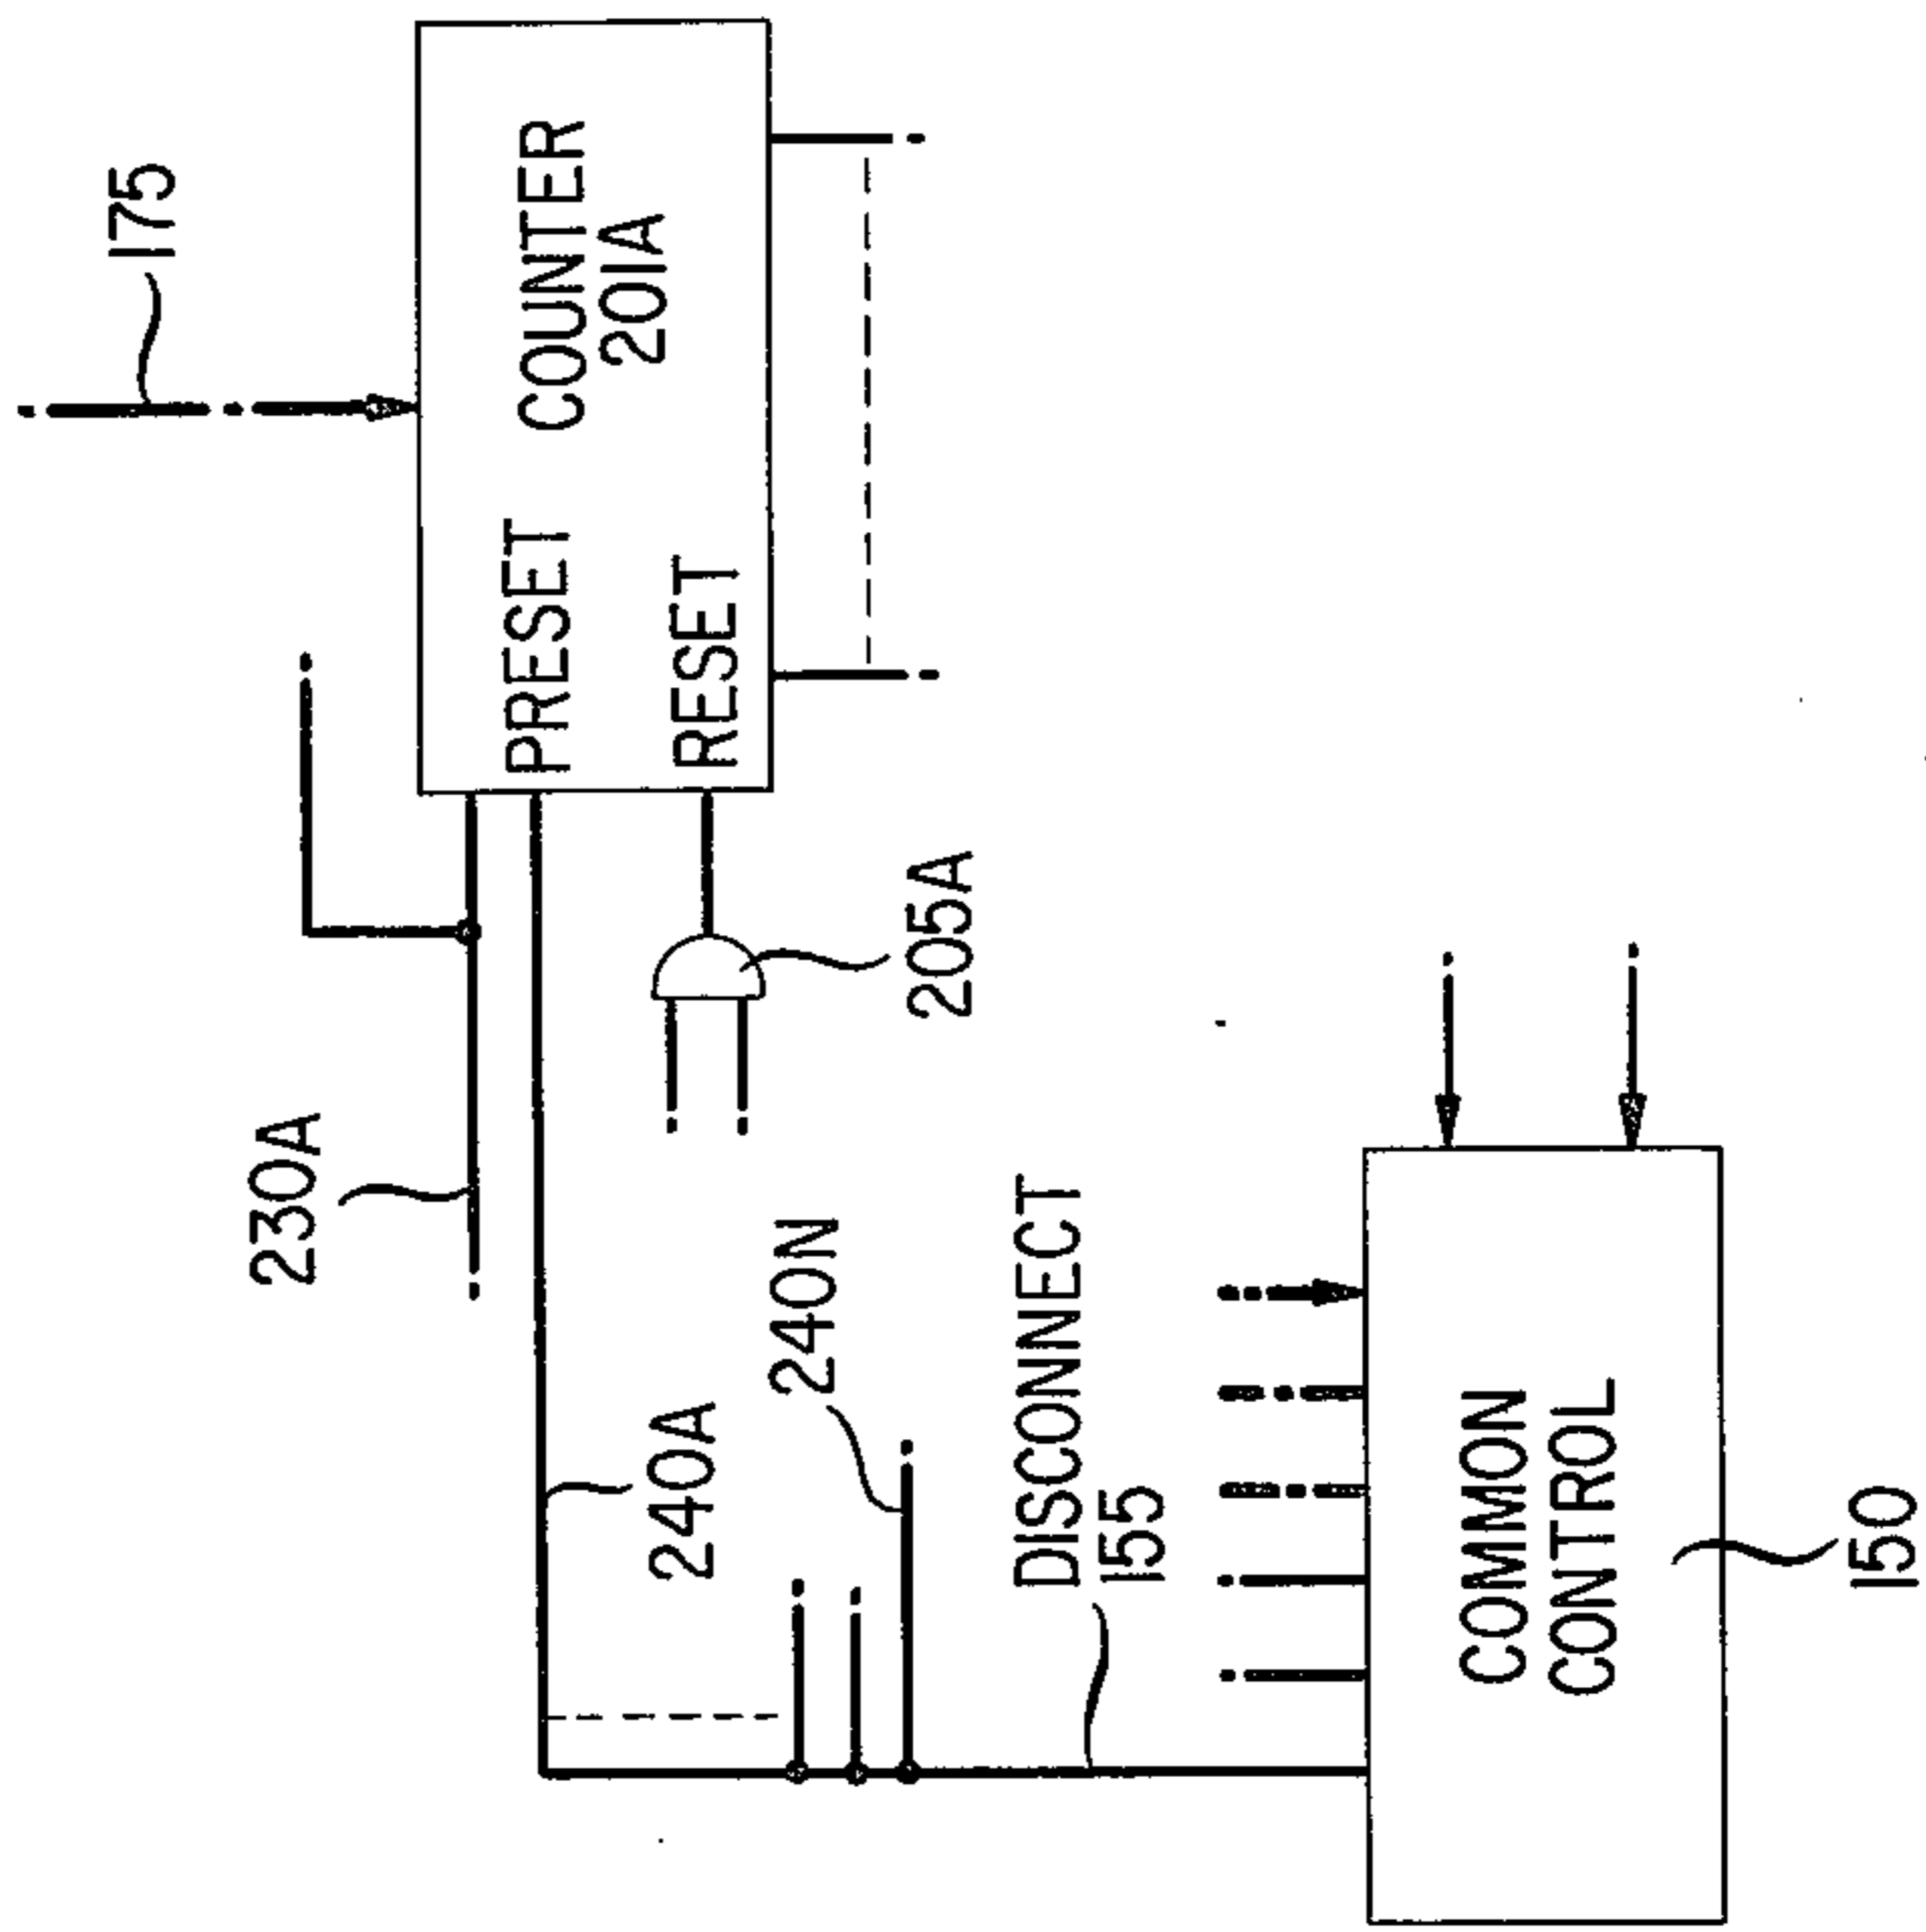 175
COUNTER
201A
PRESET
RESET
230A
205A
240A
240N
DISCONNECT
155
COMMON
CONTROL
150